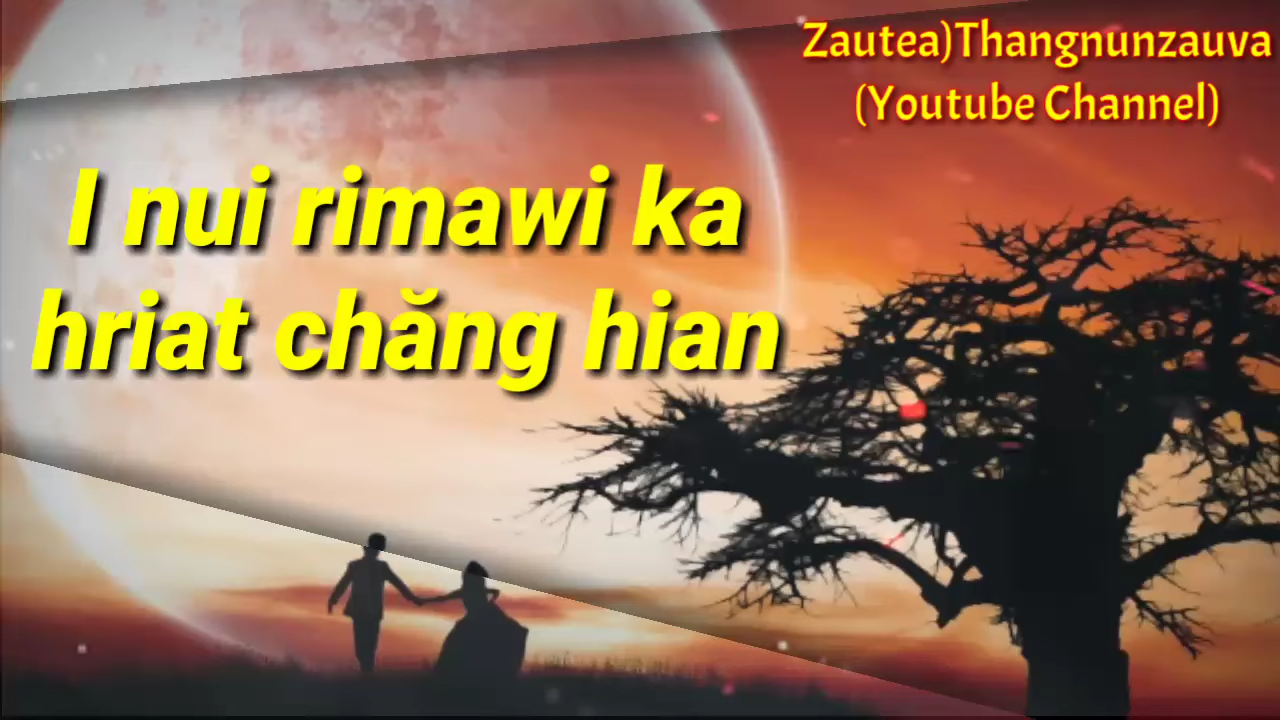 Zautea)Thangnunzauva
(Youtube Channel)
I nui rimawi ka
hriat chăng hian